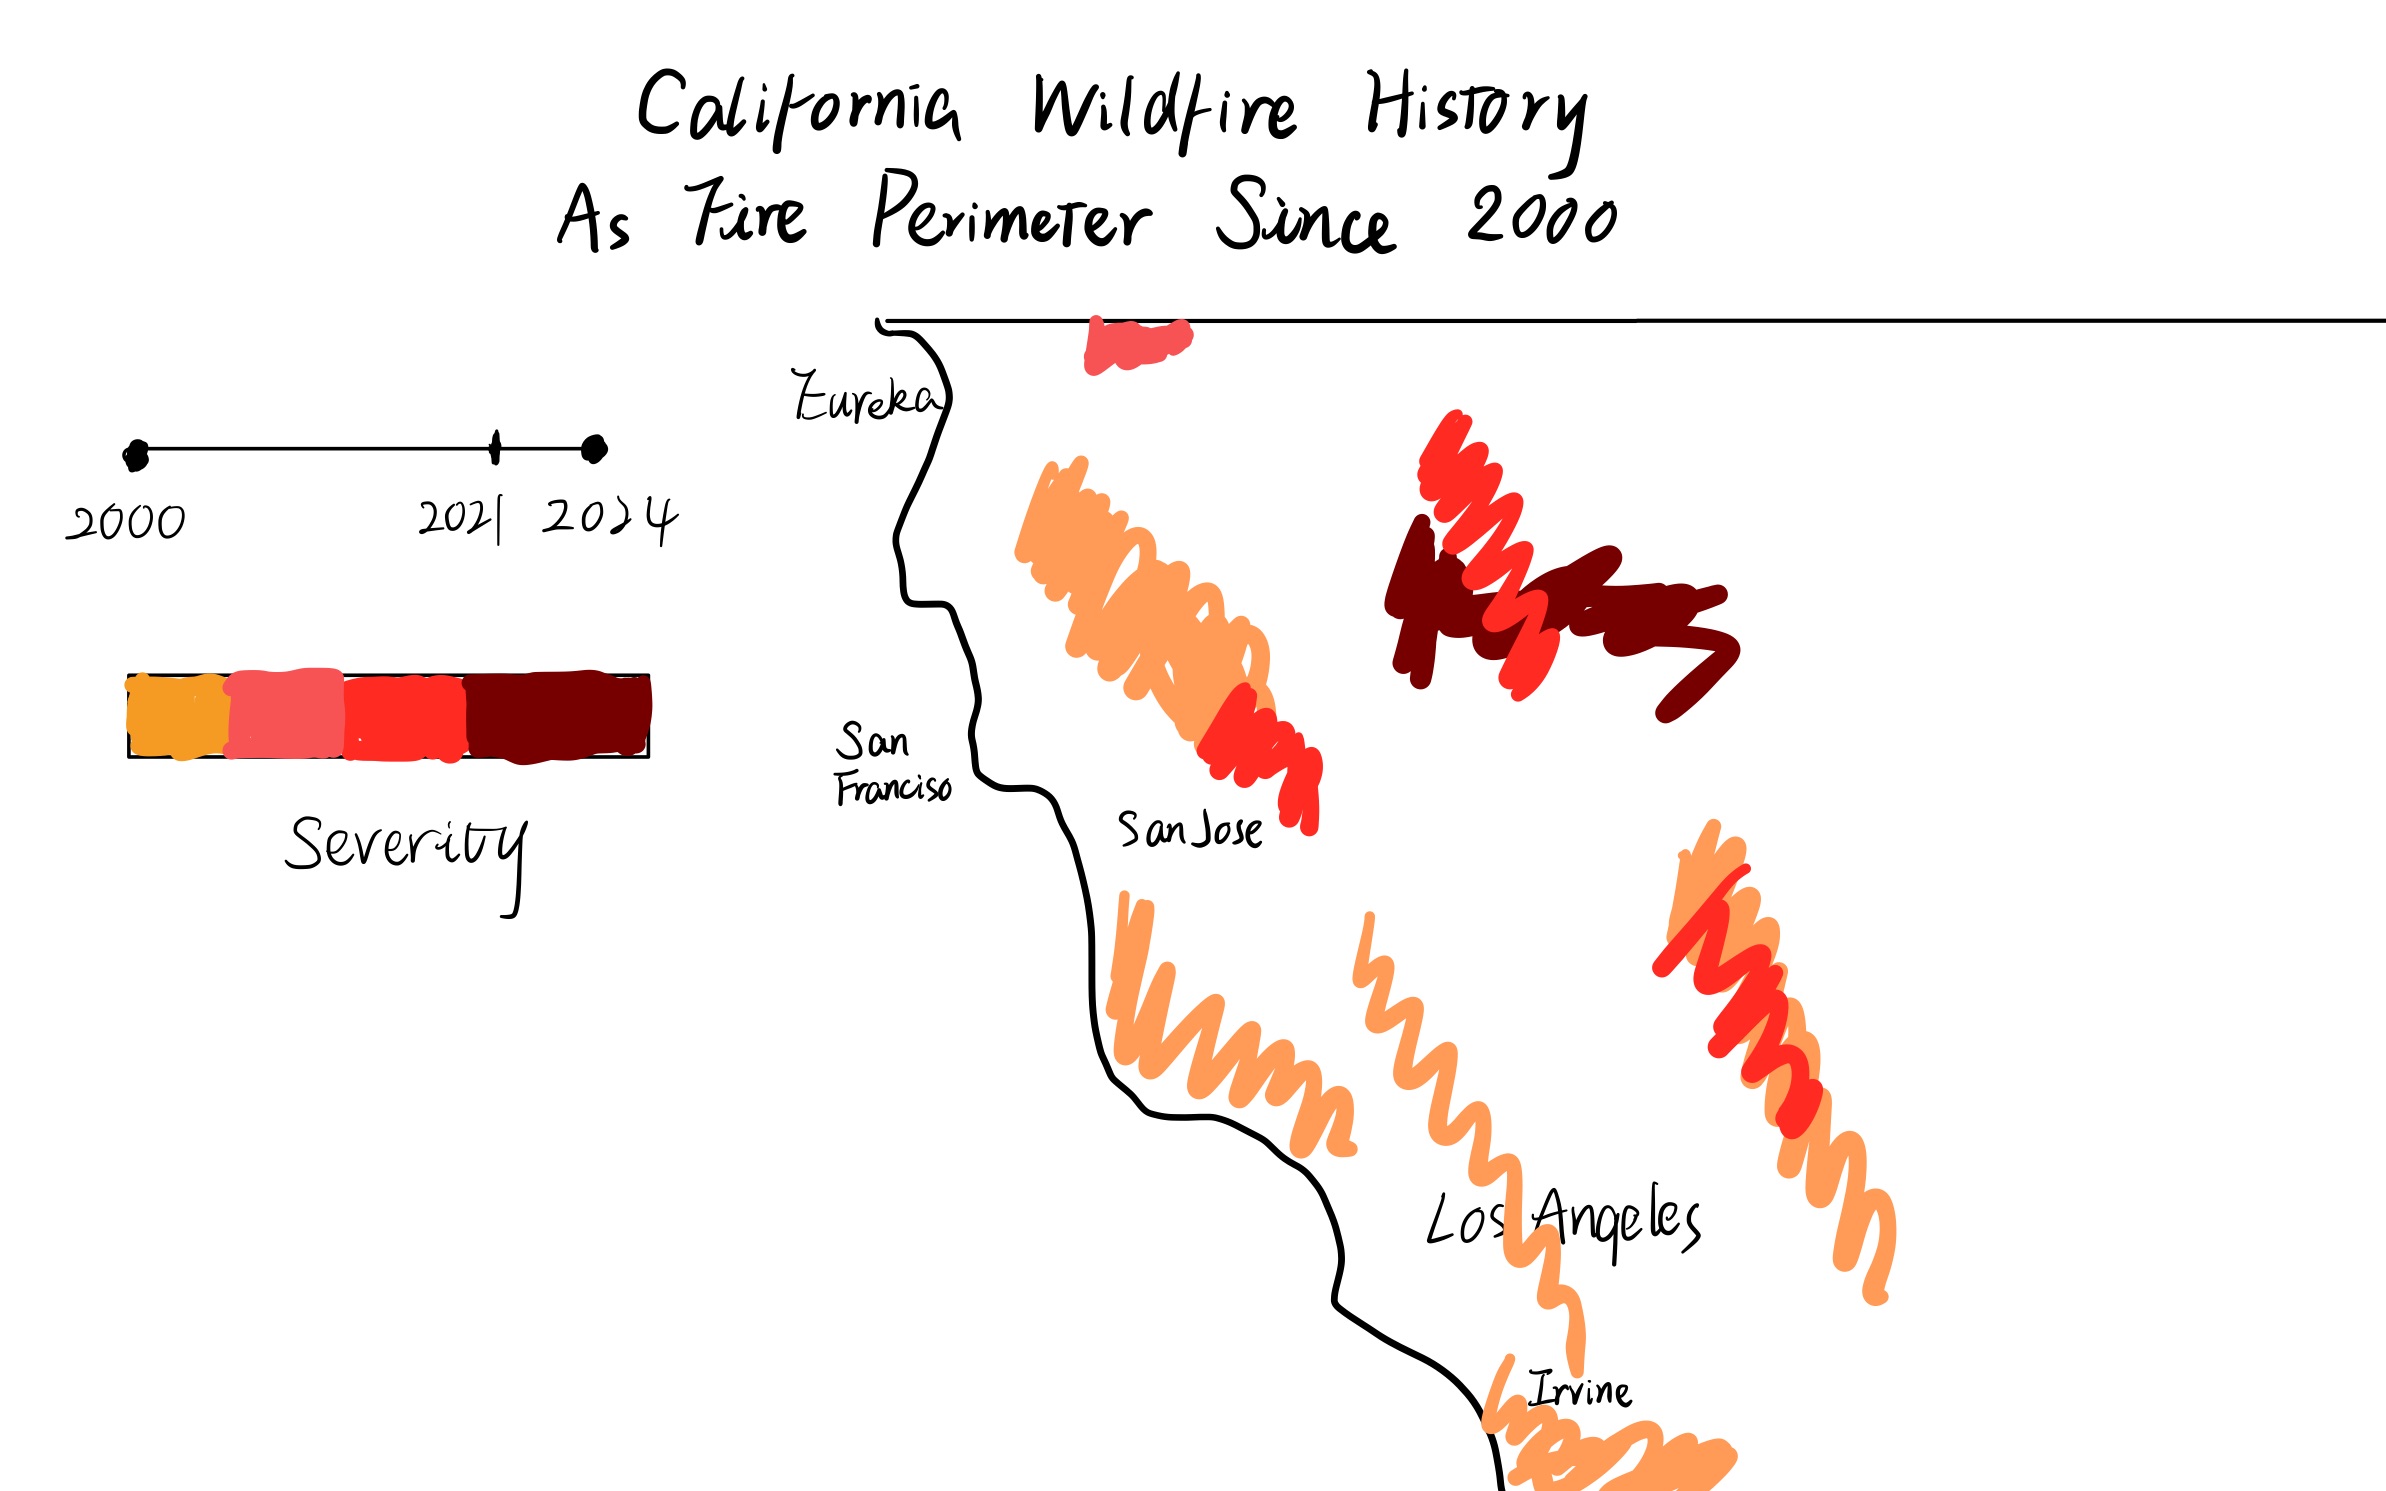 California Wildfire History
As Fire Perimeter Since 2000
Eureka
2000
2021
2024
San
Franciso
San Jose
Severity
Los Angeles
Irvine